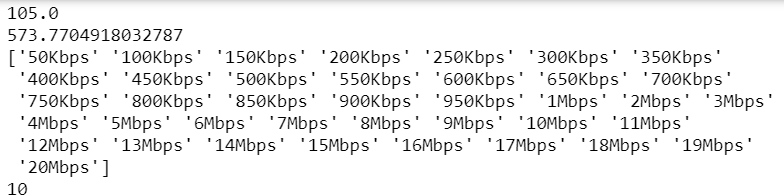 105.0
573.7704918032787
['50Kbps' '100Kbps' '150Kbps' '200Kbps' '250Kbps' '300Kbps' '350Kbps'
 '400Kbps' '450Kbps' '500Kbps' '550Kbps' '600Kbps' '650Kbps' '700Kbps'
 '750Kbps' '800Kbps' '850Kbps' '900Kbps' '950Kbps' '1Mbps' '2Mbps' '3Mbps'
 '4Mbps' '5Mbps' '6Mbps' '7Mbps' '8Mbps' '9Mbps' '10Mbps' '11Mbps'
 '12Mbps' '13Mbps' '14Mbps' '15Mbps' '16Mbps' '17Mbps' '18Mbps' '19Mbps'
 '20Mbps']
10